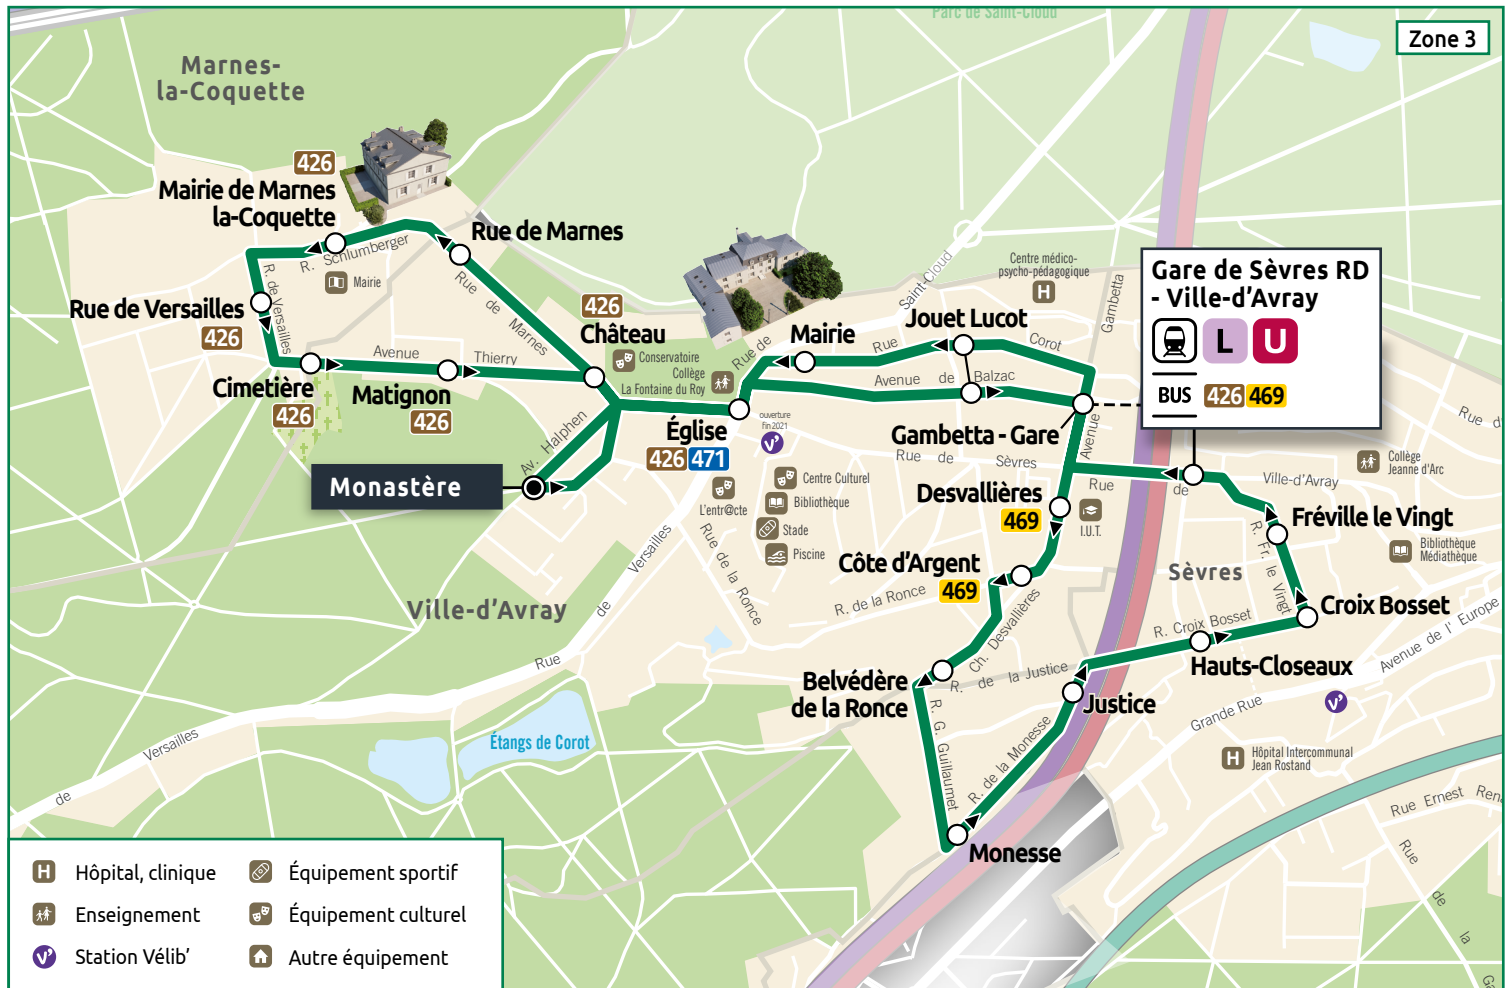 Parc de Saint-Cloud
Zone 3
Marnes-
la-Coquette
426
Mairie de Marnes
la-Coquette
Rue de Marnes
R. Schlumberger
Mairie
R. de Versailles
Rue de Versailles
426
Rue de Marnes
426
Château
Conservatoire
Collège
La Fontaine du Roy
Avenue Thierry
Cimetière
426
Matignon
426
Av. Halphen
Monastère
Église
426 471
ouverture
fin 2021
Rue de Saint-Cloud
Mairie
Jouet Lucot
Rue Corot
Avenue de Balzac
Centre médico-
psycho-pédagogique
Gambetta
Avenue
Gambetta - Gare
Gare de Sèvres RD
- Ville-d'Avray
L U
BUS 426 469
Rue d
Collège
Jeanne d'Arc
Rue de Sèvres
Rue de Ville-d'Avray
L'entr@cte
Centre Culturel
Bibliothèque
Stade
Piscine
Desvallières
469
I.U.T.
Fréville le Vingt
R. Fr. le Vingt
Bibliothèque
Médiathèque
Sèvres
Côte d'Argent
469
Rue de la Ronce
R. de la Ronce
Ch. Desvallières
Ville-d'Avray
Rue de Versailles
Croix Bosset
R. Croix Bosset
Hauts-Closeaux
Avenue de l' Europe
Belvédère
de la Ronce
R. de la Justice
Justice
Grande Rue
R. G. Guillaumet
R. de la Monesse
Monesse
Hôpital Intercommunal
Jean Rostand
Étangs de Corot
Versailles
de
Rue Ernest Rena
Rue de la G
H Hôpital, clinique
Équipement sportif
Enseignement
Équipement culturel
Station Vélib'
Autre équipement